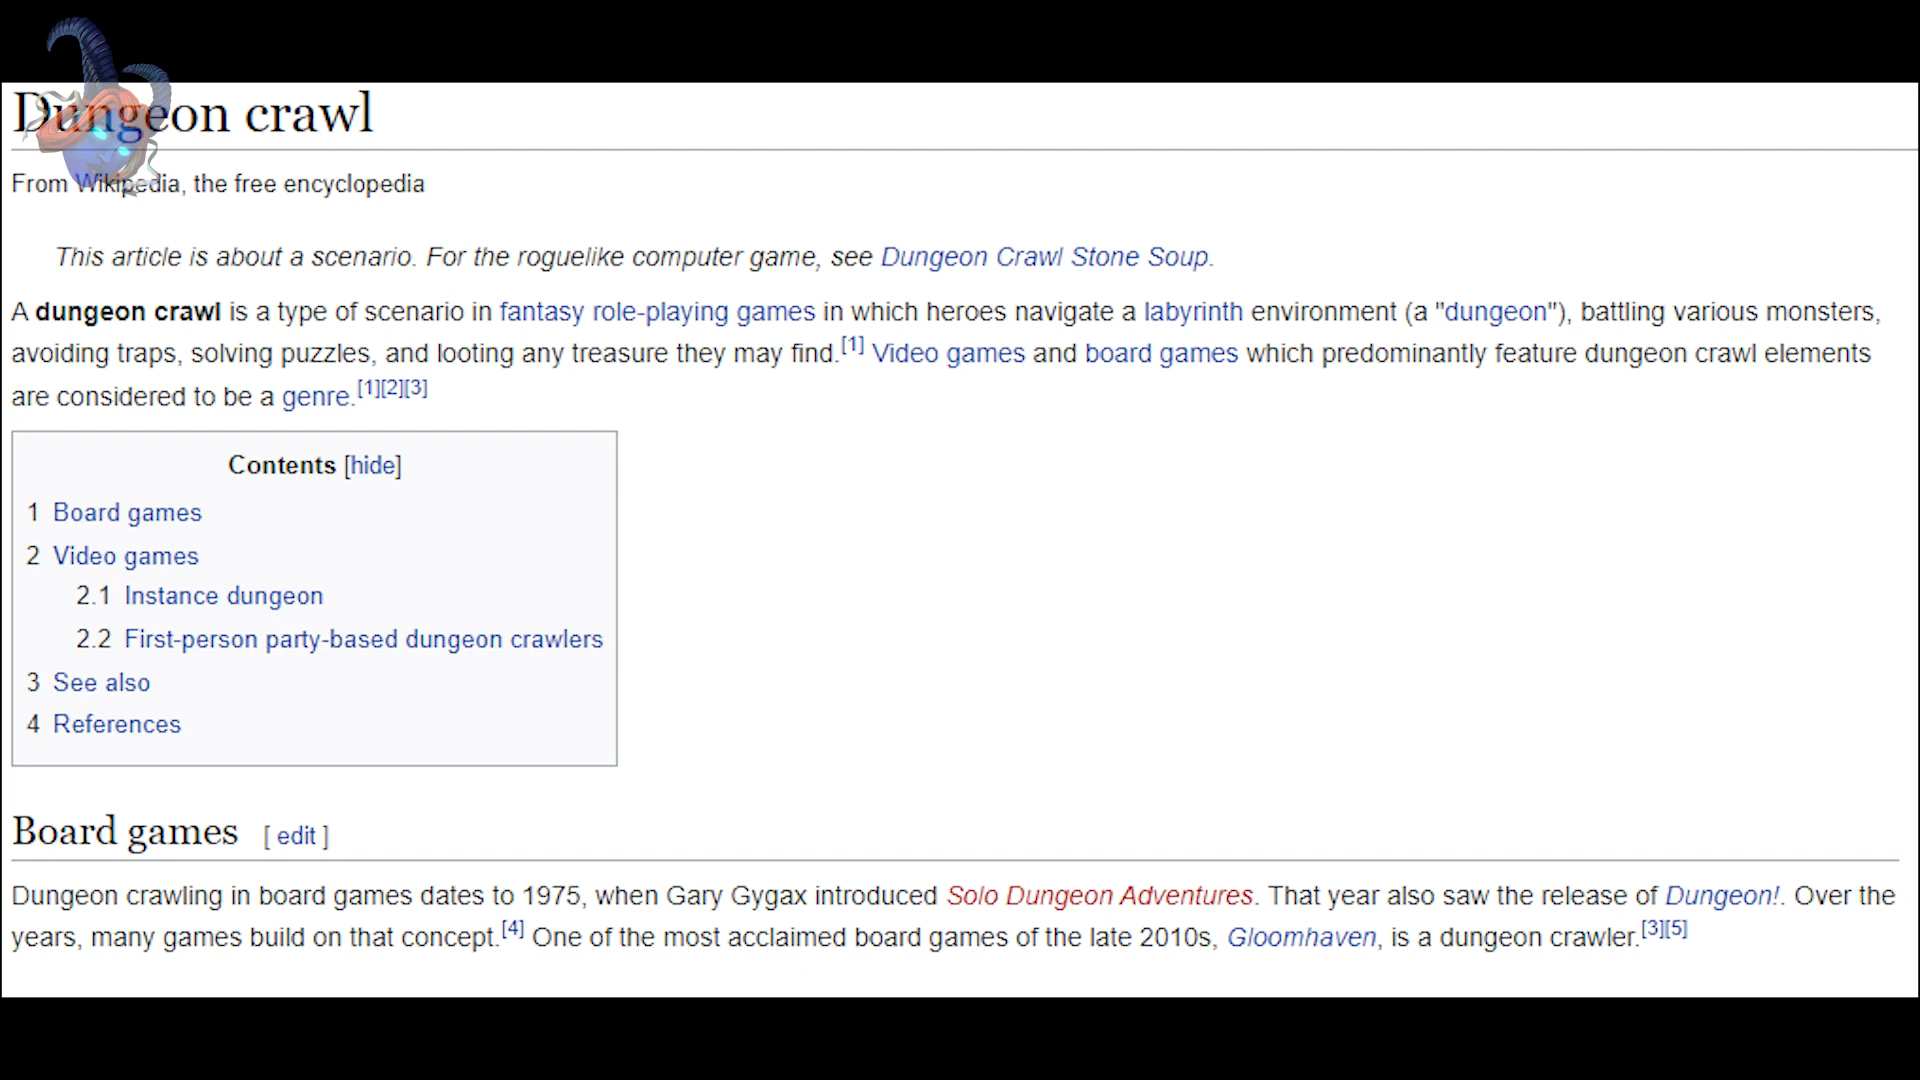 Dungeon crawl
From Wikipedia, the free encyclopedia
This article is about a scenario. For the roguelike computer game, see Dungeon Crawl Stone Soup.
A dungeon crawl is a type of scenario in fantasy role-playing games in which heroes navigate a labyrinth environment (a "dungeon"), battling various monsters,
avoiding traps, solving puzzles, and looting any treasure they may find.[1] Video games and board games which predominantly feature dungeon crawl elements
are considered to be a genre.[1][2][3]
Contents [hide]
1 Board games
2 Video games
2.1 Instance dungeon
2.2 First-person party-based dungeon crawlers
3 See also
4 References
Board games [ edit ]
Dungeon crawling in board games dates to 1975, when Gary Gygax introduced Solo Dungeon Adventures. That year also saw the release of Dungeon!. Over the
years, many games build on that concept.[4] One of the most acclaimed board games of the late 2010s, Gloomhaven, is a dungeon crawler.[3][5]